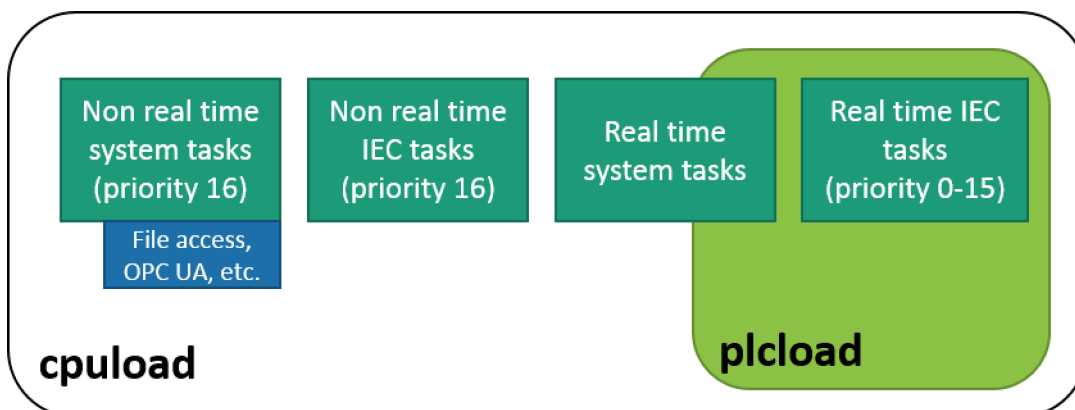 Non real time
system tasks
(priority 16)
Non real time
IEC tasks
(priority 16)
Real time
system tasks
Real time IEC
tasks
(priority 0-15)
File access,
OPC UA, etc.
cpuload
plcload